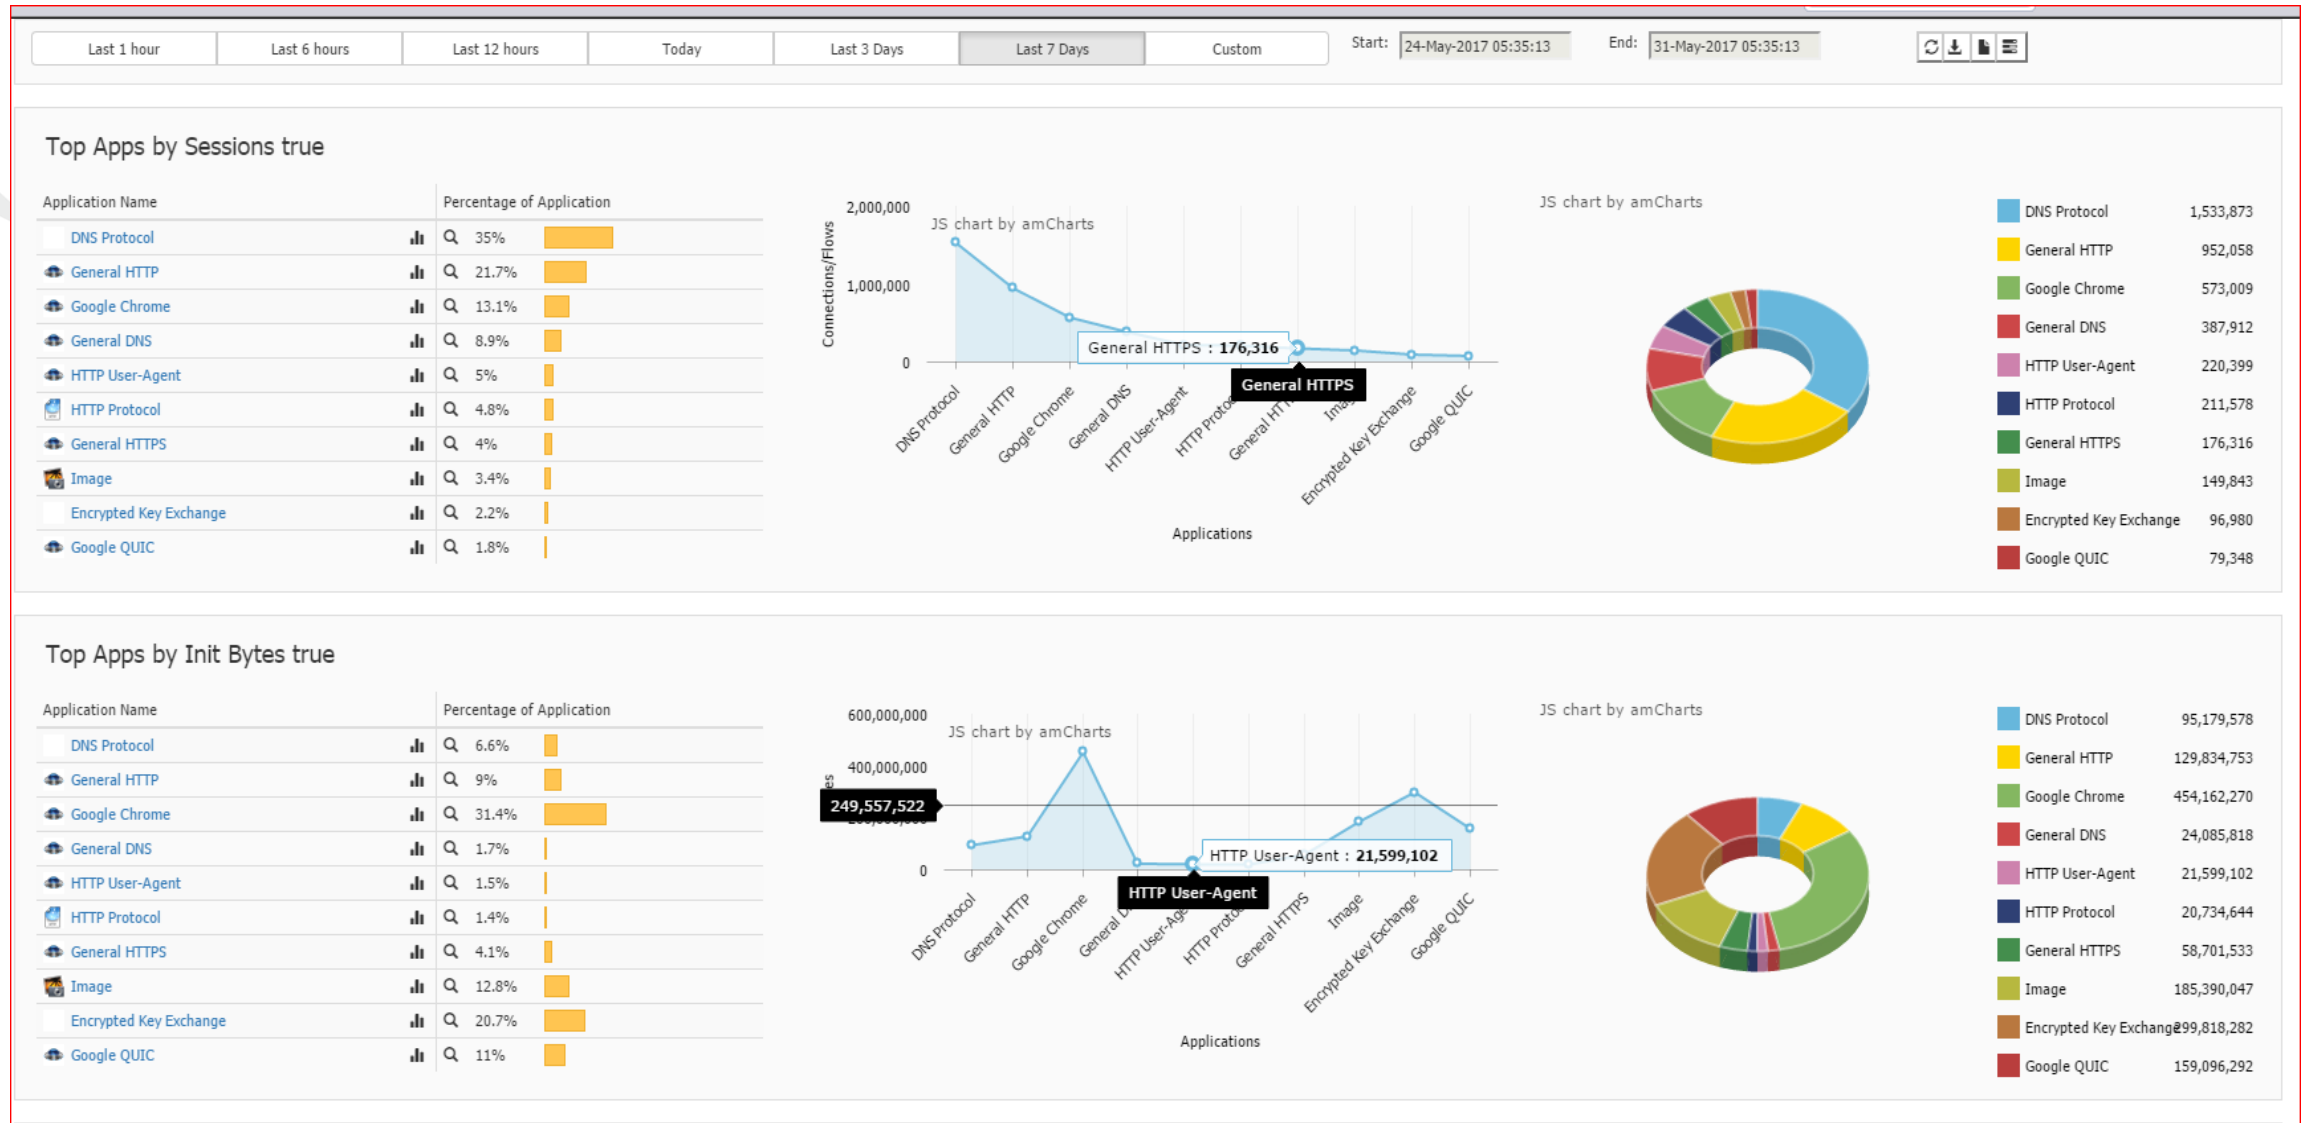 Last 1 hour Last 6 hours Last 12 hours Today Last 3 Days Last 7 Days Custom Start: 24-May-2017 05:35:13 End: 31-May-2017 05:35:13
Top Apps by Sessions true
Application Name Percentage of Application
DNS Protocol 35%
General HTTP 21.7%
Google Chrome 13.1%
General DNS 8.9%
HTTP User-Agent 5%
HTTP Protocol 4.8%
General HTTPS 4%
Image 3.4%
Encrypted Key Exchange 2.2%
Google QUIC 1.8%
2,000,000
1,000,000
0
Connections/Flows
JS chart by amCharts
General HTTPS : 176,316
General HTTPS
DNS Protocol
General HTTP
Google Chrome
General DNS
HTTP User-Agent
HTTP Proto
General HT
Encrypted Key Exchange
Google QUIC
Applications
JS chart by amCharts
DNS Protocol 1,533,873
General HTTP 952,058
Google Chrome 573,009
General DNS 387,912
HTTP User-Agent 220,399
HTTP Protocol 211,578
General HTTPS 176,316
Image 149,843
Encrypted Key Exchange 96,980
Google QUIC 79,348
Top Apps by Init Bytes true
Application Name Percentage of Application
DNS Protocol 6.6%
General HTTP 9%
Google Chrome 31.4%
General DNS 1.7%
HTTP User-Agent 1.5%
HTTP Protocol 1.4%
General HTTPS 4.1%
Image 12.8%
Encrypted Key Exchange 20.7%
Google QUIC 11%
600,000,000
400,000,000
0
JS chart by amCharts
249,557,522
HTTP User-Agent : 21,599,102
HTTP User-Agent
DNS Protocol
General HTTP
Google Chrome
General
HTTP User-Age
HTTP Proto
General HTTPS
Image
Encrypted Key Exchange
Google QUIC
Applications
JS chart by amCharts
DNS Protocol 95,179,578
General HTTP 129,834,753
Google Chrome 454,162,270
General DNS 24,085,818
HTTP User-Agent 21,599,102
HTTP Protocol 20,734,644
General HTTPS 58,701,533
Image 185,390,047
Encrypted Key Exchange 299,818,282
Google QUIC 159,096,292